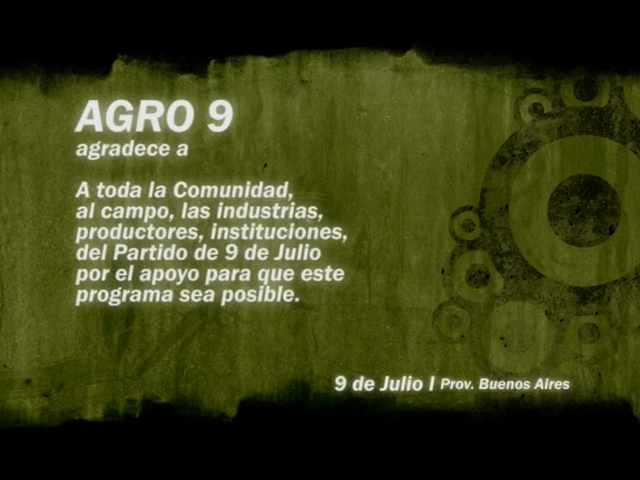 AGRO 9
agradece a
A toda la Comunidad,
al campo, las industrias,
productores, instituciones,
del Partido de 9 de Julio
por el apoyo para que este
programa sea posible.
9 de Julio I Prov. Buenos Aires